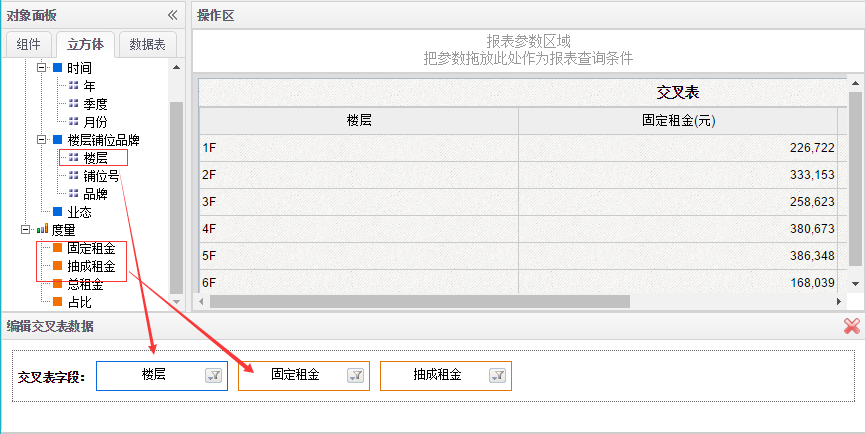 对象面板
组件 立方体 数据表
时间
年
季度
月份
楼层铺位品牌
楼层
铺位号
品牌
业态
度量
固定租金
抽成租金
总租金
占比
操作区
报表参数区域
把参数拖放此处作为报表查询条件
交叉表
楼层 固定租金(元)
1F 226,722
2F 333,153
3F 258,623
4F 380,673
5F 386,348
6F 168,039
编辑交叉表数据
交叉表字段： 楼层 固定租金 抽成租金